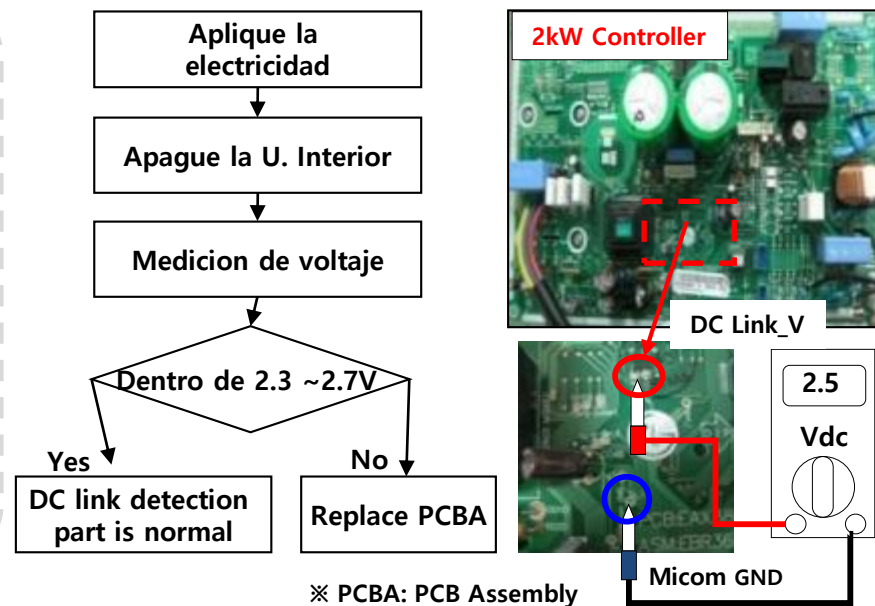 Aplique la
electricidad
Apague la U. Interior
Medicion de voltaje
Dentro de 2.3 ~2.7V
Yes
No
DC link detection
part is normal
Replace PCBA
※ PCBA: PCB Assembly
2kW Controller
DC Link_V
2.5
Vdc
Micom GND